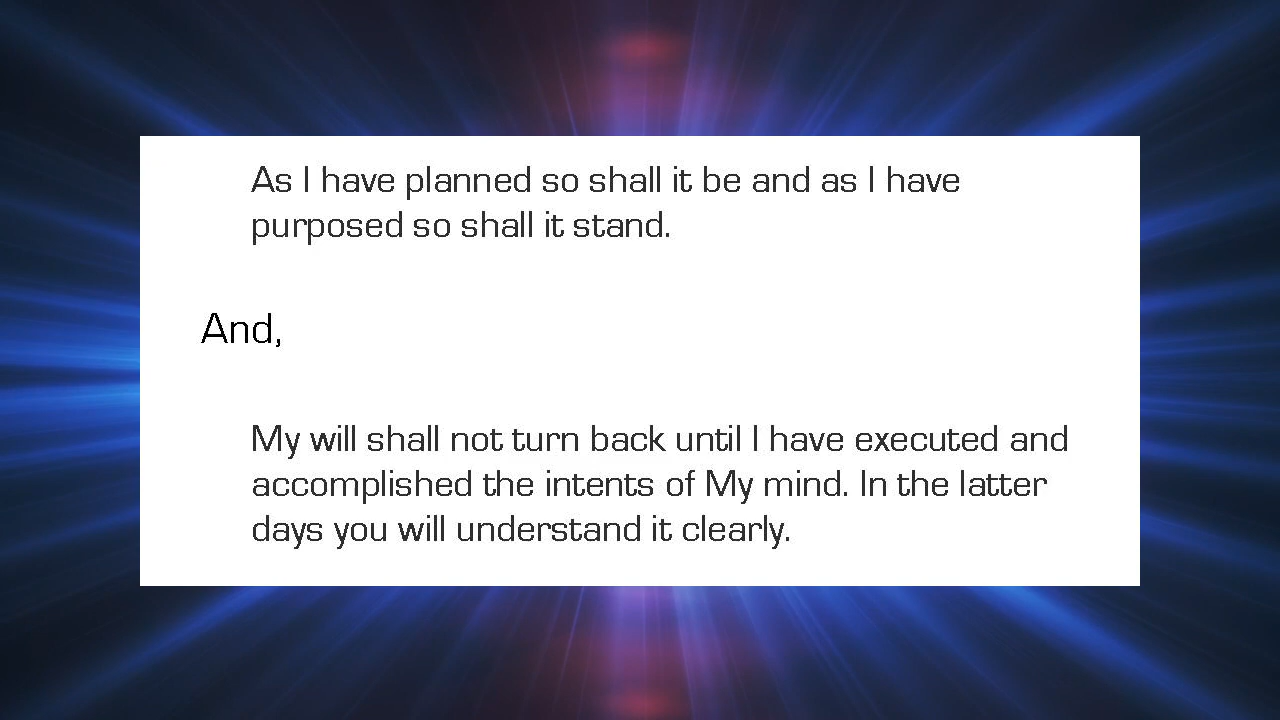 As I have planned so shall it be and as I have
purposed so shall it stand.
And,
My will shall not turn back until I have executed and
accomplished the intents of My mind. In the latter
days you will understand it clearly.